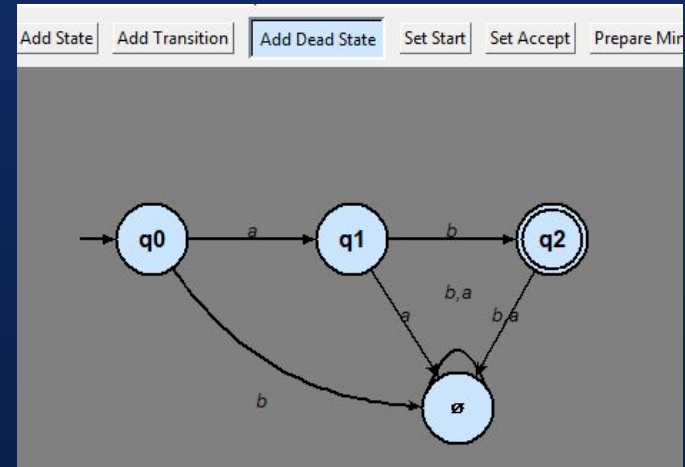 Add State Add Transition Add Dead State Set Start Set Accept Prepare Min
q0 a q1 b q2
b,a
a b,a
b ø